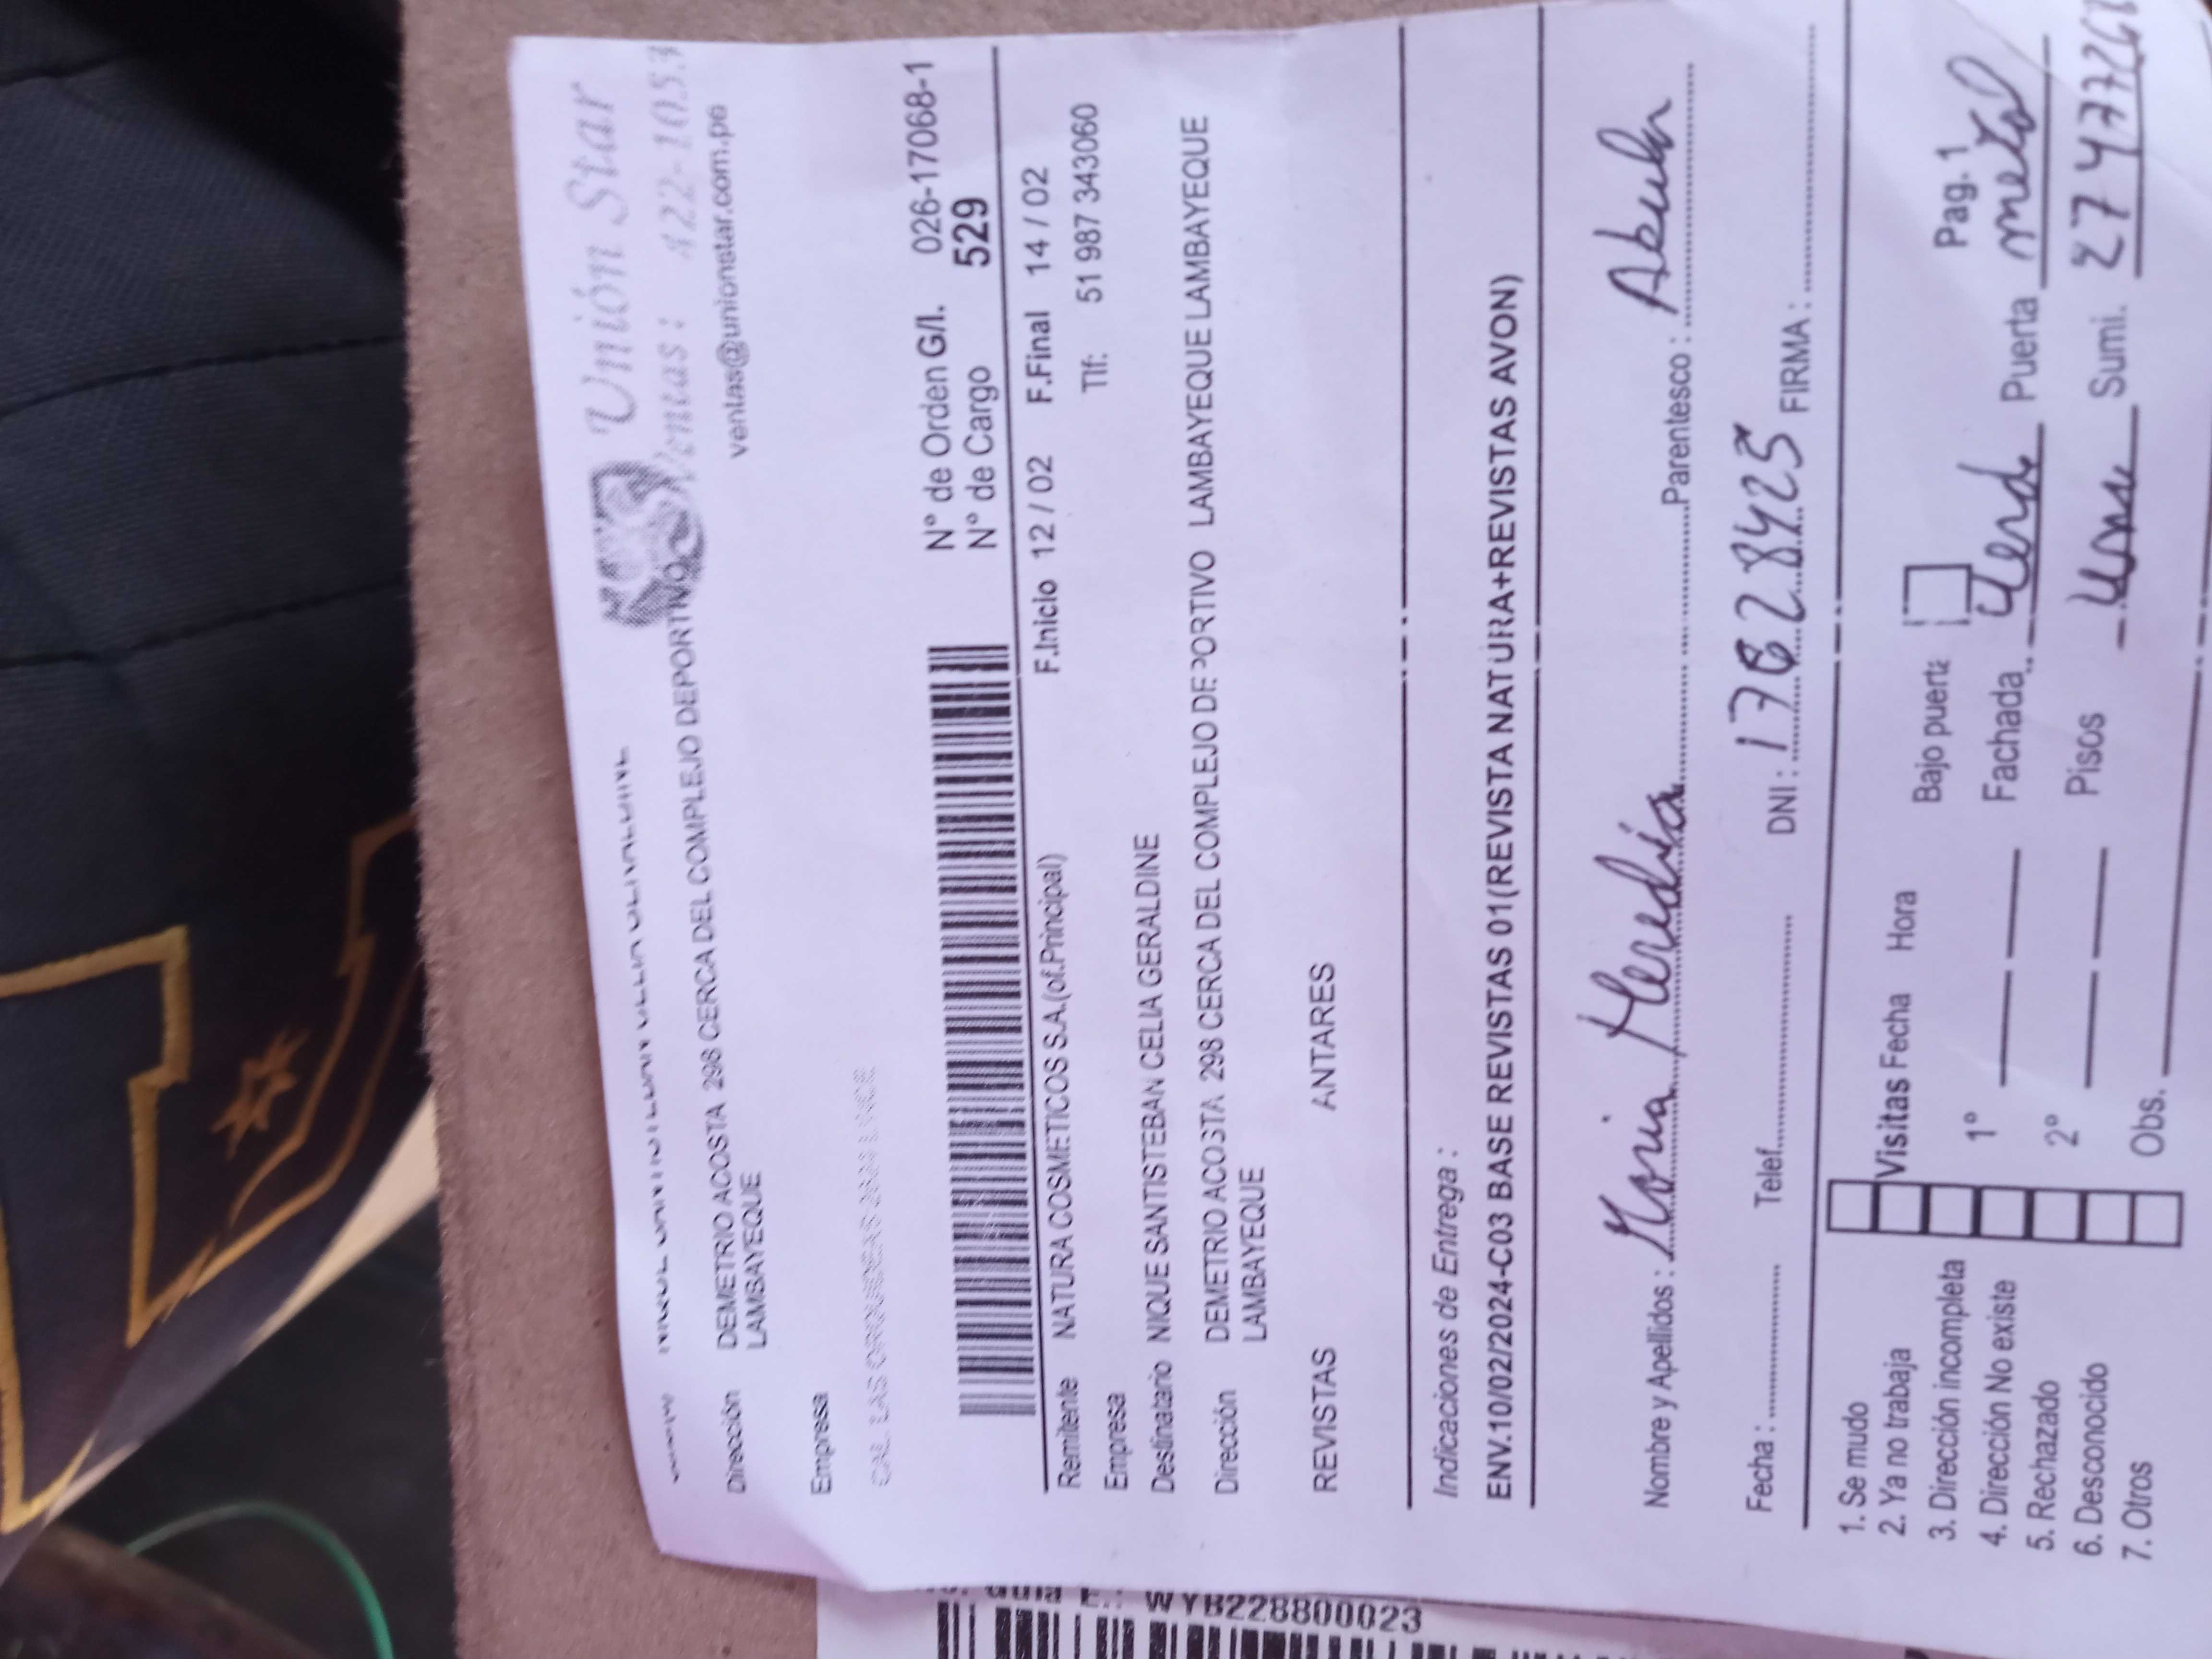 Unión Star
Ventas: 422-1053
ventas@unionstar.com.pe
Dirección DEMETRIO ACOSTA 298 CERCA DEL COMPLEJO DEPORTIVO
LAMBAYEQUE
Empresa
N° de Orden G/I. 026-17068-1
N° de Cargo 529
Remitente NATURA COSMETICOS S.A.(of.Principal) F.Inicio 12 / 02 F.Final 14 / 02
Empresa Tlf: 51 987 343060
Destinatario NIQUE SANTISTEBAN CELIA GERALDINE
Dirección DEMETRIO ACOSTA 298 CERCA DEL COMPLEJO DEPORTIVO LAMBAYEQUE LAMBAYEQUE
LAMBAYEQUE
REVISTAS ANTARES
Indicaciones de Entrega :
ENV.10/02/2024-C03 BASE REVISTAS 01(REVISTA NATURA+REVISTAS AVON)
Nombre y Apellidos : Maria Heredia Parentesco : Abuela
Fecha : Telef. DNI : 17628425 FIRMA :
1. Se mudo
2. Ya no trabaja Visitas Fecha Hora Bajo puerta Pag. 1
3. Dirección incompleta
4. Dirección No existe 1° Fachada Verde Puerta metal
5. Rechazado
6. Desconocido 2° Pisos Sumi.
7. Otros Obs.
WYB228800023